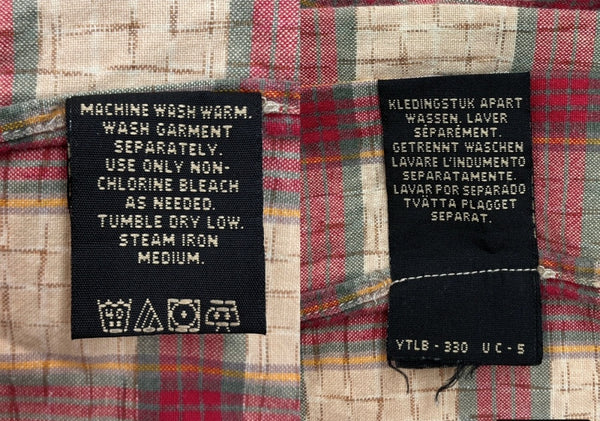 MACHINE WASH WARM.
WASH GARMENT
SEPARATELY.
USE ONLY NON-
CHLORINE BLEACH
AS NEEDED.
TUMBLE DRY LOW.
STEAM IRON
MEDIUM.
40
KLEDINGSTUK APART
WASSEN. LAVER
SÉPARÉMENT.
GETRENNT WASCHEN
LAVARE L'INDUMENTO
SEPARATAMENTE.
LAVAR POR SEPARADO
TVÄTTA PLAGGET
SEPARAT.
YTLB - 330 UC - 5